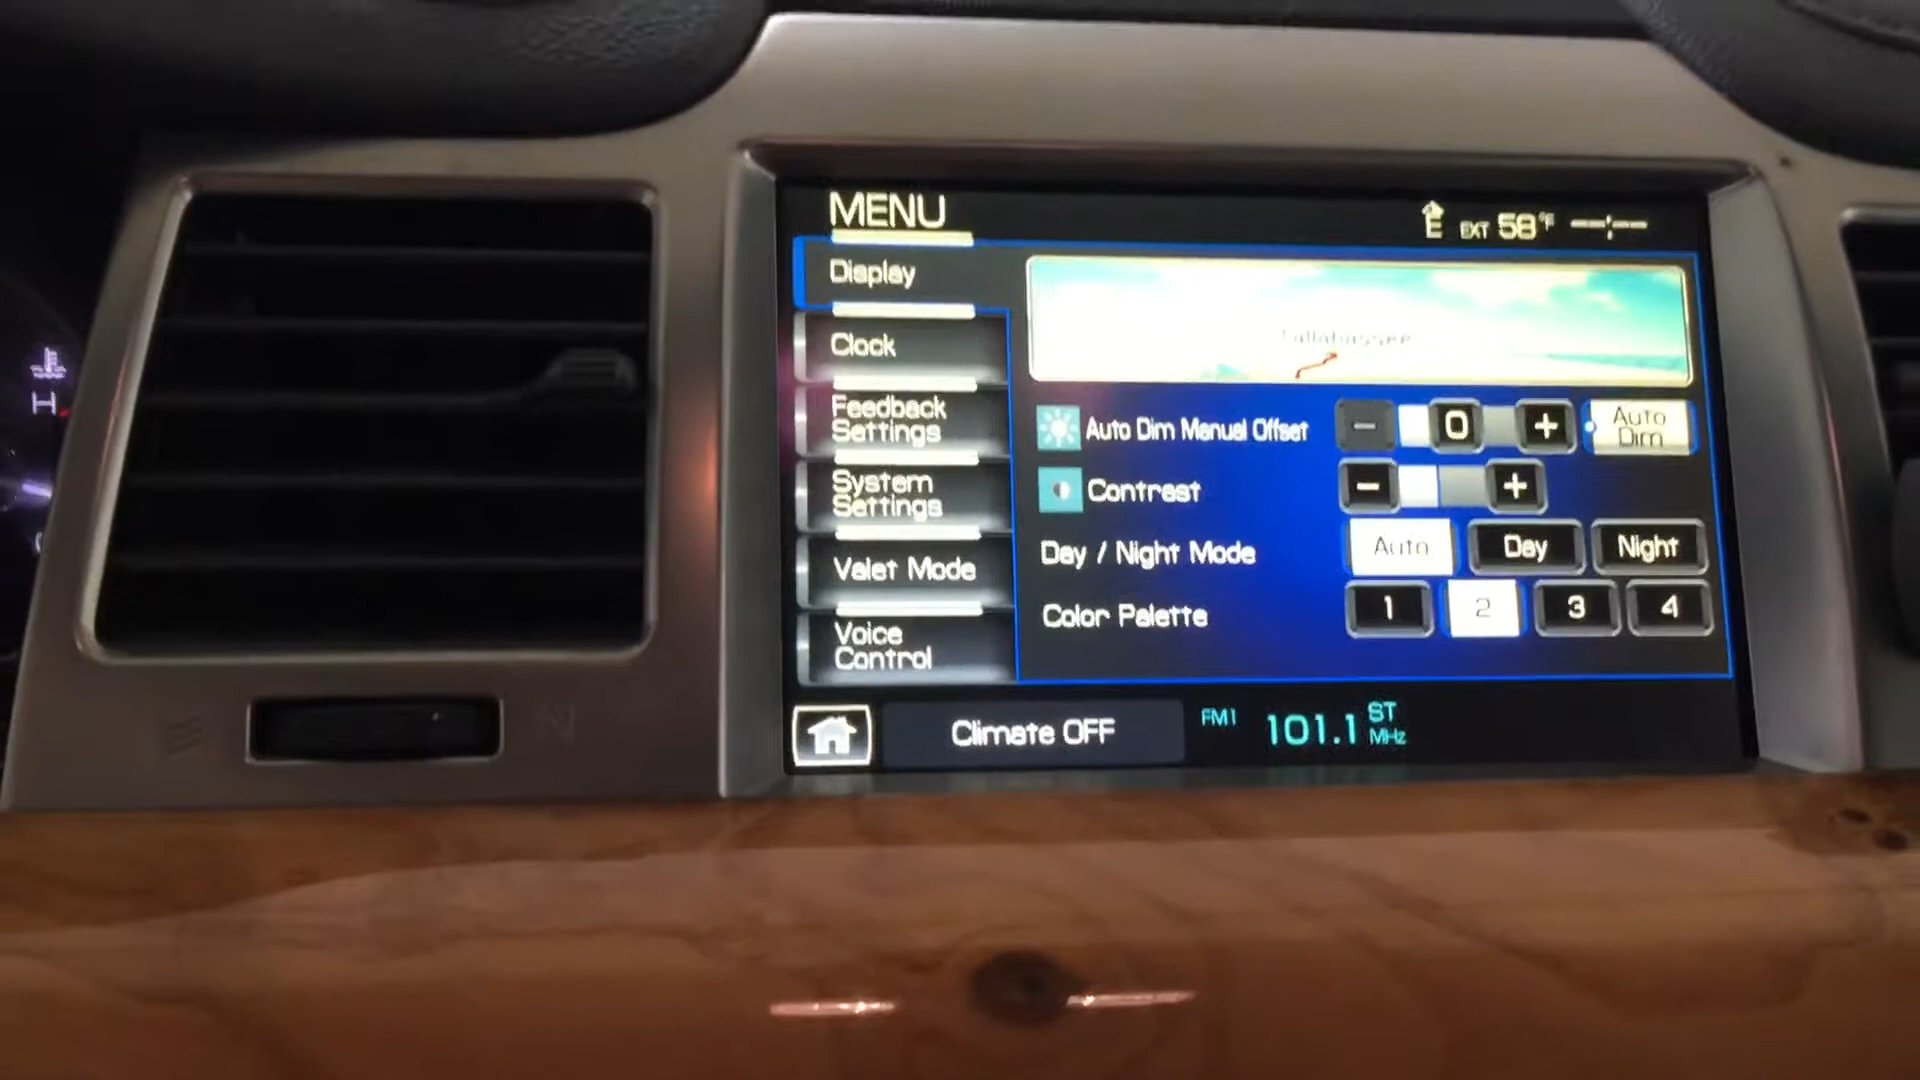 MENU
E EXT 58°F --:--
Display
Clock
Feedback
Settings
System
Settings
Valet Mode
Voice
Control
Tallahassee
Auto Dim Manual Offset - 0 + Auto
Dim
Contrast - +
Day / Night Mode Auto Day Night
Color Palette 1 2 3 4
Climate OFF FM1 101.1 ST
MHz
H